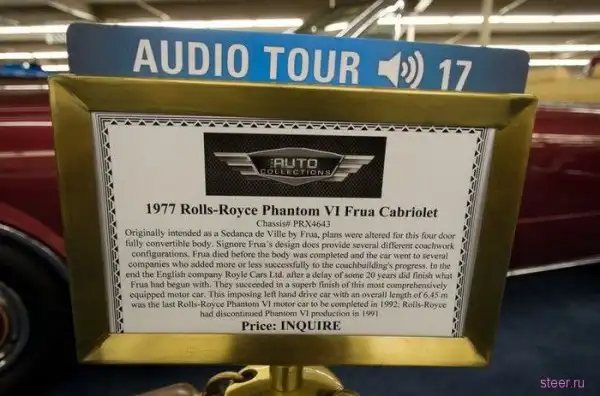 AUDIO TOUR 17
AUTO
COLLECTIONS
1977 Rolls-Royce Phantom VI Frua Cabriolet
Chassis# PRX4643
Originally intended as a Sedanca de Ville by Frua, plans were altered for this four door
fully convertible body. Signore Frua's design docs provide several different coachwork
configurations. Frua died before the body was completed and the car went to several
companies who added more or less successfully to the coachbuilding's progress. In the
end the English company Royle Cars Ltd. after a delay of some 20 years did finish what
Frua had begun with. They succeeded in a superb finish of this most comprehensively
equipped motor car. This imposing left hand drive car with an overall length of 6.45 m
was the last Rolls-Royce Phantom VI motor car to be completed in 1992; Rolls-Royce
had discontinued Phantom VI production in 1991.
Price: INQUIRE
steer.ru